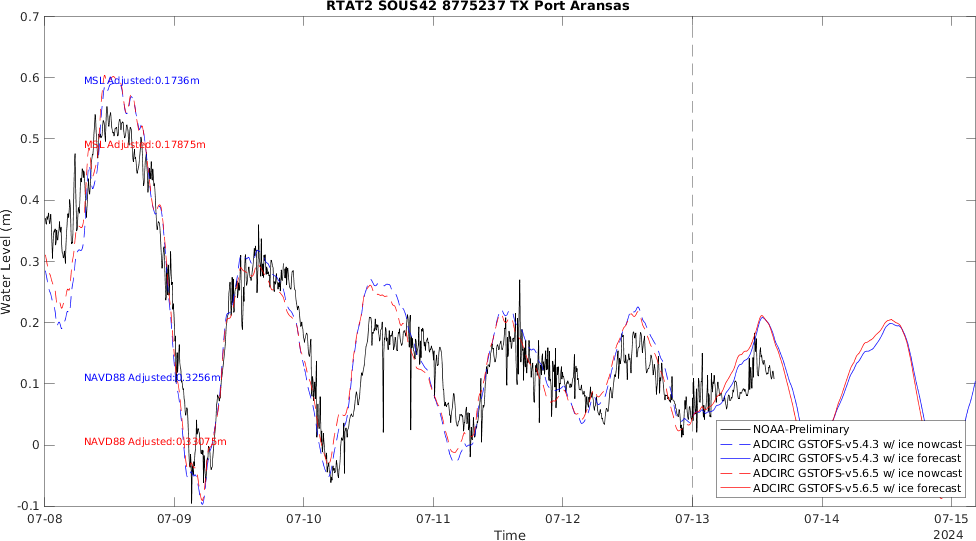 RTAT2 SOUS42 8775237 TX Port Aransas
0.7
0.6
0.5
0.4
0.3
0.2
0.1
0
-0.1
Water Level (m)
MSL Adjusted:0.1736m
MSL Adjusted:0.17875m
NAVD88 Adjusted:0.3256m
NAVD88 Adjusted:0.33075m
NOAA-Preliminary
ADCIRC GSTOFS-v5.4.3 w/ ice nowcast
ADCIRC GSTOFS-v5.4.3 w/ ice forecast
ADCIRC GSTOFS-v5.6.5 w/ ice nowcast
ADCIRC GSTOFS-v5.6.5 w/ ice forecast
07-08 07-09 07-10 07-11 07-12 07-13 07-14 07-15
Time
2024